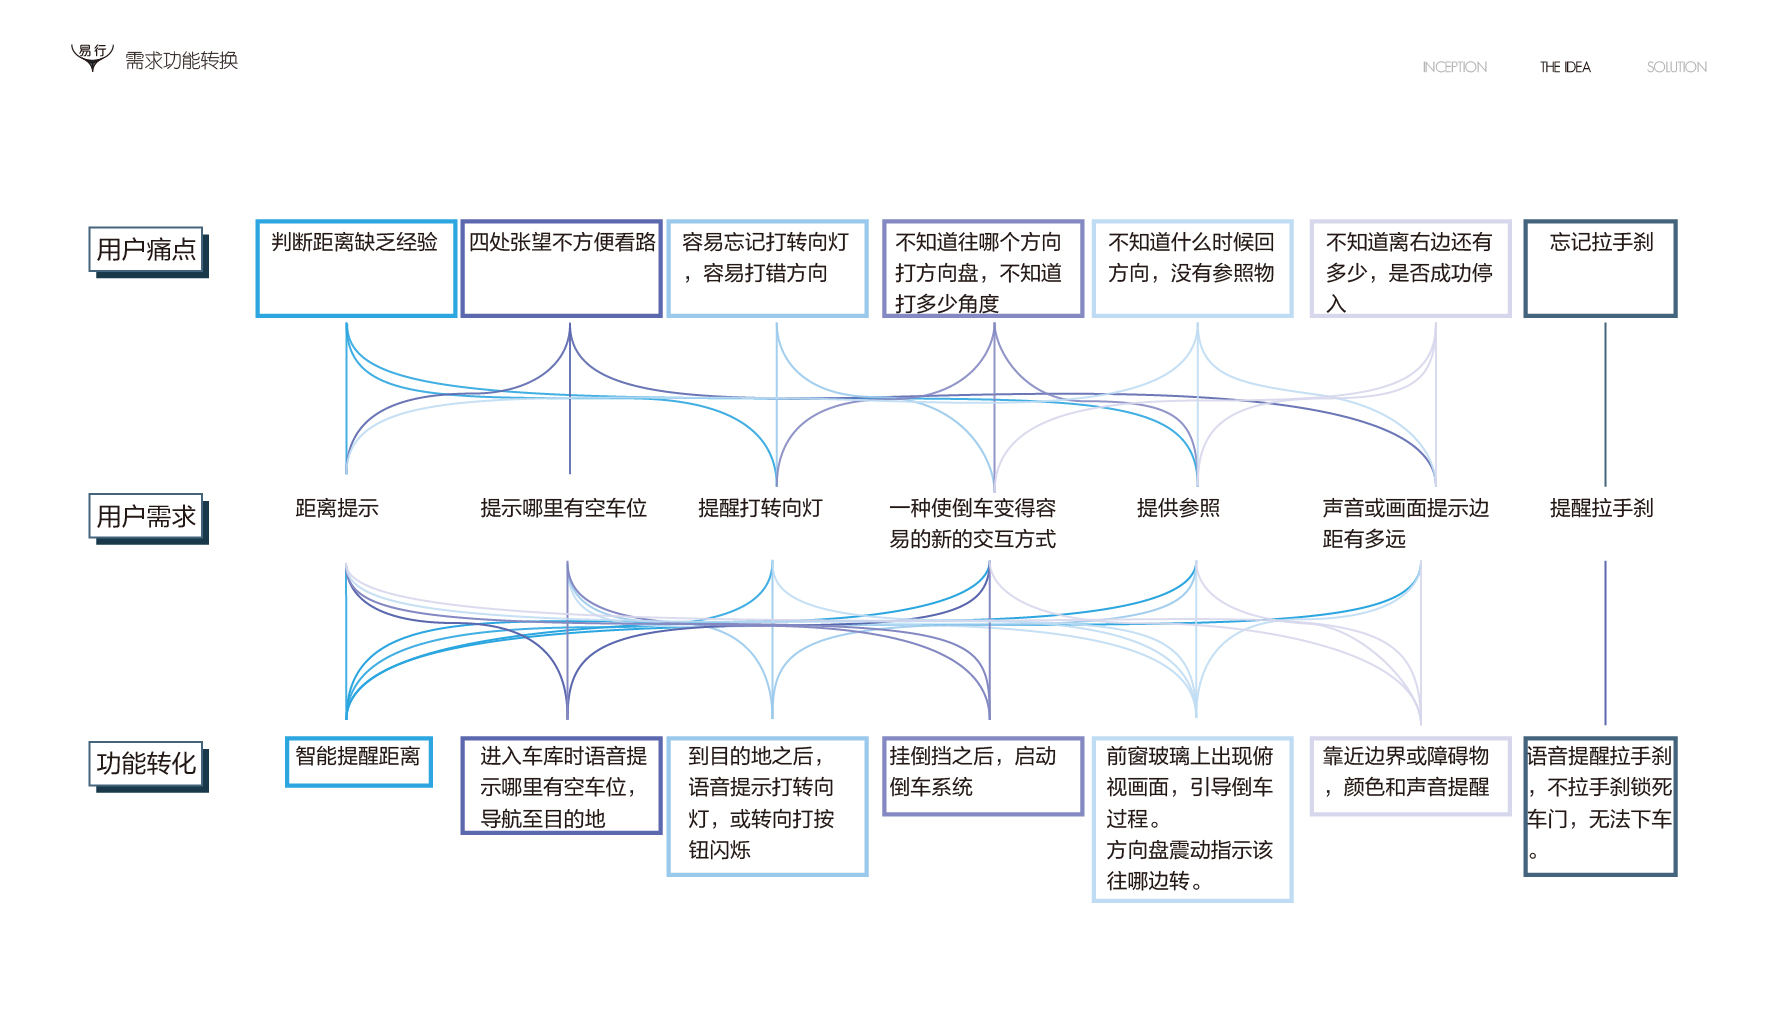 易行
需求功能转换
INCEPTION
THE IDEA
SOLUTION
用户痛点
判断距离缺乏经验
四处张望不方便看路
容易忘记打转向灯
，容易打错方向
不知道往哪个方向
打方向盘，不知道
打多少角度
不知道什么时候回
方向，没有参照物
不知道离右边还有
多少，是否成功停
入
忘记拉手刹
用户需求
距离提示
提示哪里有空车位
提醒打转向灯
一种使倒车变得容
易的新的交互方式
提供参照
声音或画面提示边
距有多远
提醒拉手刹
功能转化
智能提醒距离
进入车库时语音提
示哪里有空车位，
导航至目的地
到目的地之后，
语音提示打转向
灯，或转向打按
钮闪烁
挂倒挡之后，启动
倒车系统
前窗玻璃上出现俯
视画面，引导倒车
过程。
方向盘震动指示该
往哪边转。
靠近边界或障碍物
，颜色和声音提醒
语音提醒拉手刹
，不拉手刹锁死
车门，无法下车
。